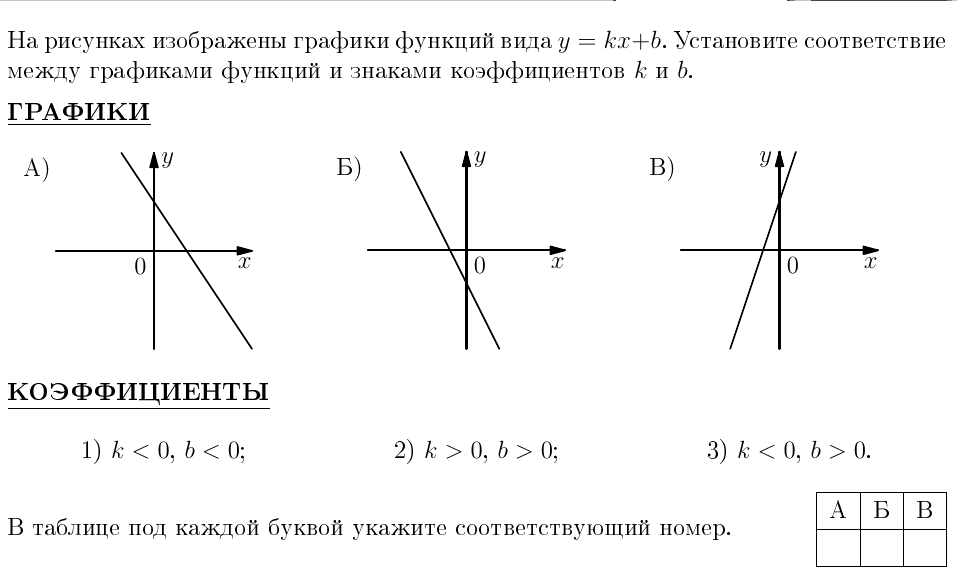 На рисунках изображены графики функций вида y = kx+b. Установите соответствие
между графиками функций и знаками коэффициентов k и b.
ГРАФИКИ
А) y 0 x Б) y 0 x В) y 0 x
КОЭФФИЦИЕНТЫ
1) k < 0, b < 0; 2) k > 0, b > 0; 3) k < 0, b > 0.
А Б В
В таблице под каждой буквой укажите соответствующий номер.